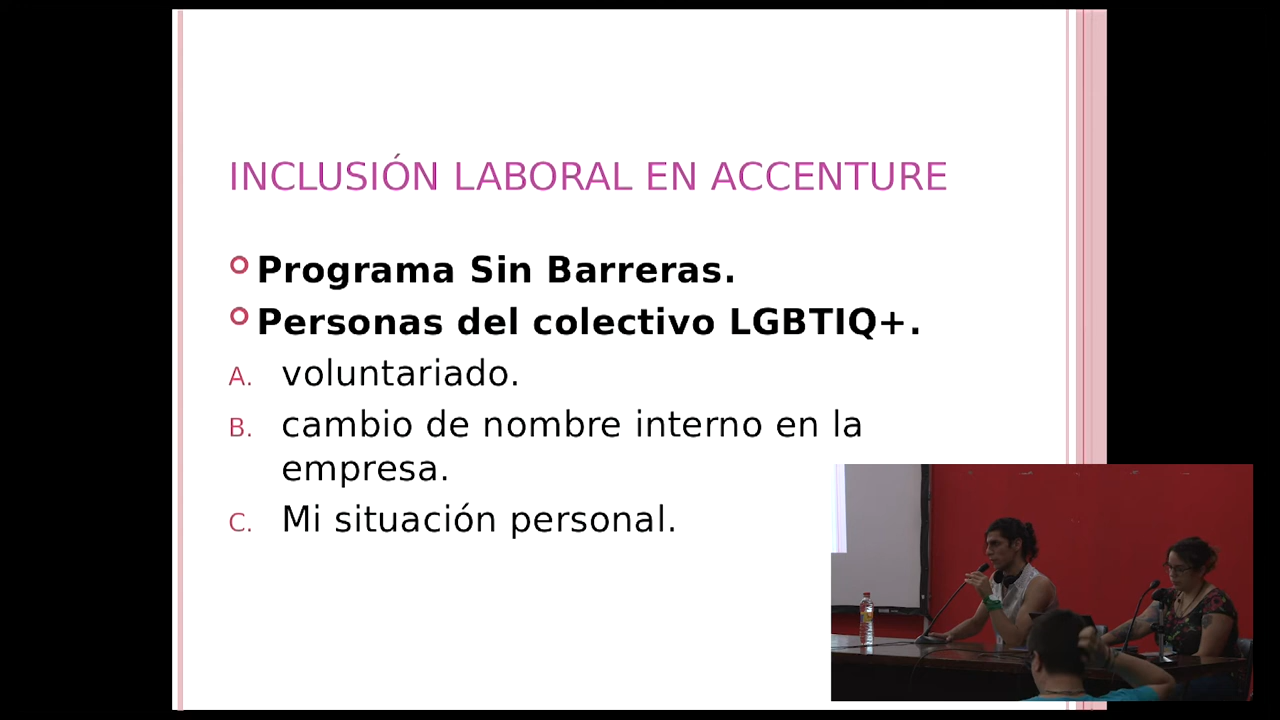 INCLUSIÓN LABORAL EN ACCENTURE
Programa Sin Barreras.
Personas del colectivo LGBTIQ+.
A. voluntariado.
B. cambio de nombre interno en la
empresa.
C. Mi situación personal.